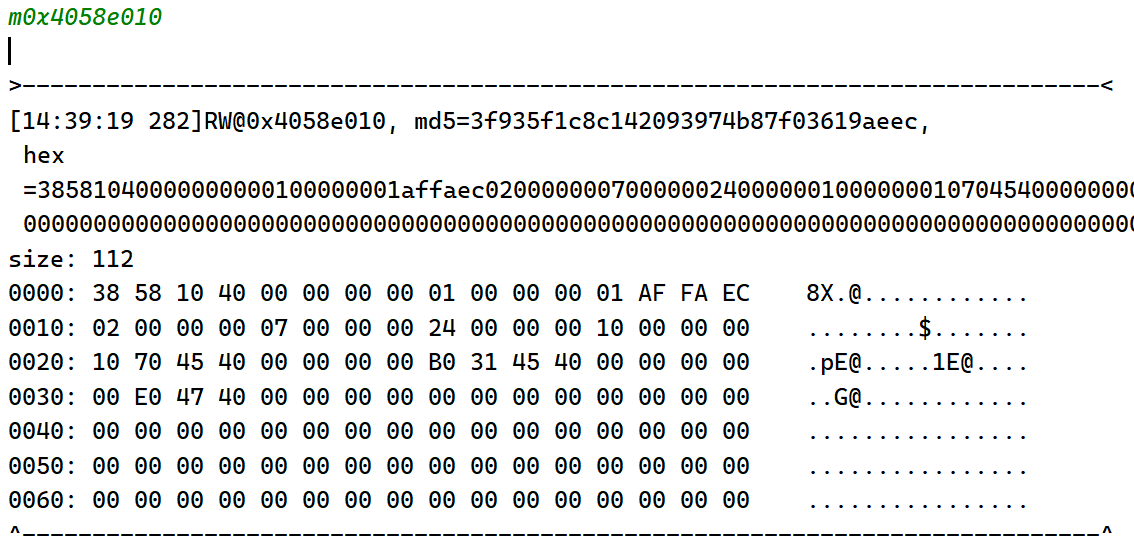 m0x4058e010
>-----------------------------------------------------------------------------<
[14:39:19 282]RW@0x4058e010, md5=3f935f1c8c142093974b87f03619aeec,
hex
=38581040000000000100000001affaec0200000007000000240000001000000010704540000000
0000000000000000000000000000000000000000000000000000000000000000000000000000000
size: 112
0000: 38 58 10 40 00 00 00 00 01 00 00 00 01 AF FA EC    8X.@............
0010: 02 00 00 00 07 00 00 00 24 00 00 00 10 00 00 00    ........$.......
0020: 10 70 45 40 00 00 00 00 B0 31 45 40 00 00 00 00    .pE@.....1E@....
0030: 00 E0 47 40 00 00 00 00 00 00 00 00 00 00 00 00    ..G@............
0040: 00 00 00 00 00 00 00 00 00 00 00 00 00 00 00 00    ................
0050: 00 00 00 00 00 00 00 00 00 00 00 00 00 00 00 00    ................
0060: 00 00 00 00 00 00 00 00 00 00 00 00 00 00 00 00    ................
^-----------------------------------------------------------------------------^